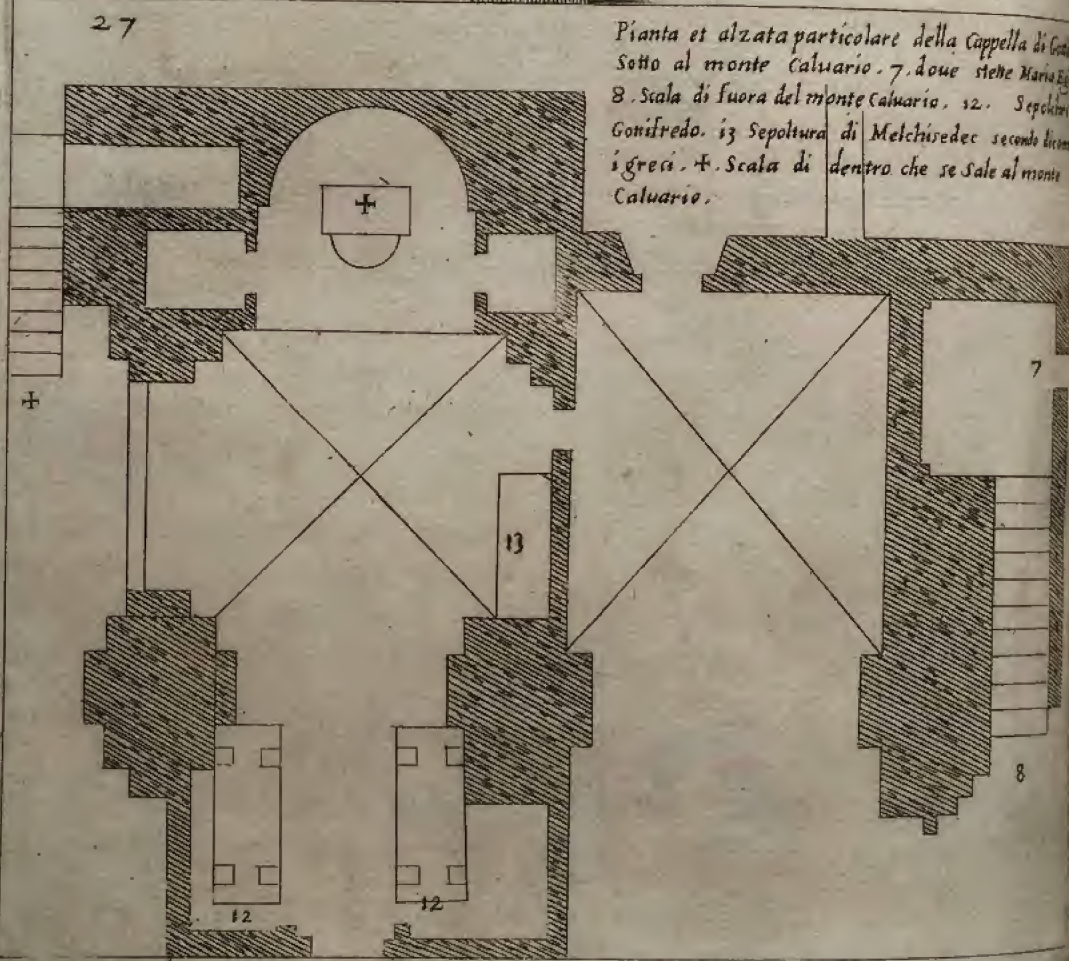 27
Pianta et alzata particolare della Cappella di
Sotto al monte Caluario. 7. doue stette Maria
8. Scala di fuora del monte Caluario. 12.
Gonifredo. i3 Sepoltura di Melchisedec secondo
i greci. ✠. Scala di dentro che se Sale al monte
Caluario.
✠
7
✠
13
8
12
12